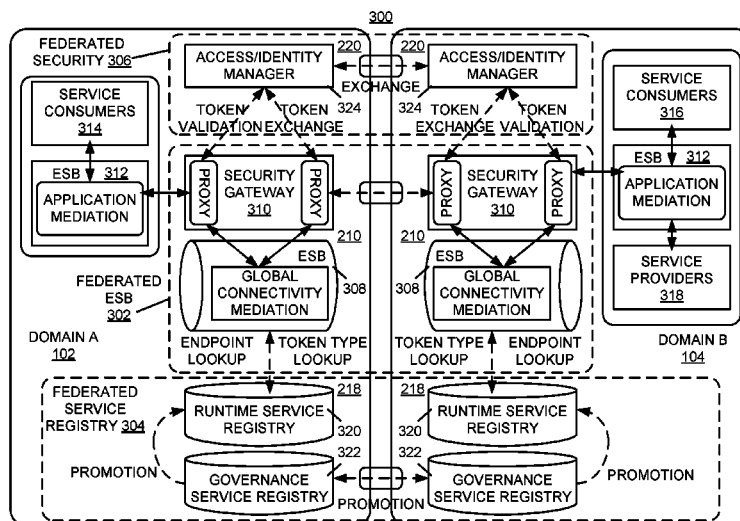 300
FEDERATED
SECURITY 306
220
ACCESS/IDENTITY
MANAGER
324
220
ACCESS/IDENTITY
MANAGER
324
EXCHANGE
TOKEN
VALIDATION
TOKEN
EXCHANGE
TOKEN
EXCHANGE
TOKEN
VALIDATION
SERVICE
CONSUMERS
314
ESB 312
APPLICATION
MEDIATION
PROXY
SECURITY
GATEWAY
310
PROXY
PROXY
SECURITY
GATEWAY
310
PROXY
SERVICE
CONSUMERS
316
ESB 312
APPLICATION
MEDIATION
SERVICE
PROVIDERS
318
210
ESB
308
GLOBAL
CONNECTIVITY
MEDIATION
210
ESB
308
GLOBAL
CONNECTIVITY
MEDIATION
FEDERATED
ESB
302
DOMAIN A
102
DOMAIN B
104
ENDPOINT
LOOKUP
TOKEN TYPE
LOOKUP
TOKEN TYPE
LOOKUP
ENDPOINT
LOOKUP
FEDERATED
SERVICE
REGISTRY 304
218
RUNTIME SERVICE
REGISTRY
320
218
RUNTIME SERVICE
REGISTRY
320
322
GOVERNANCE
SERVICE REGISTRY
322
GOVERNANCE
SERVICE REGISTRY
PROMOTION
PROMOTION
PROMOTION